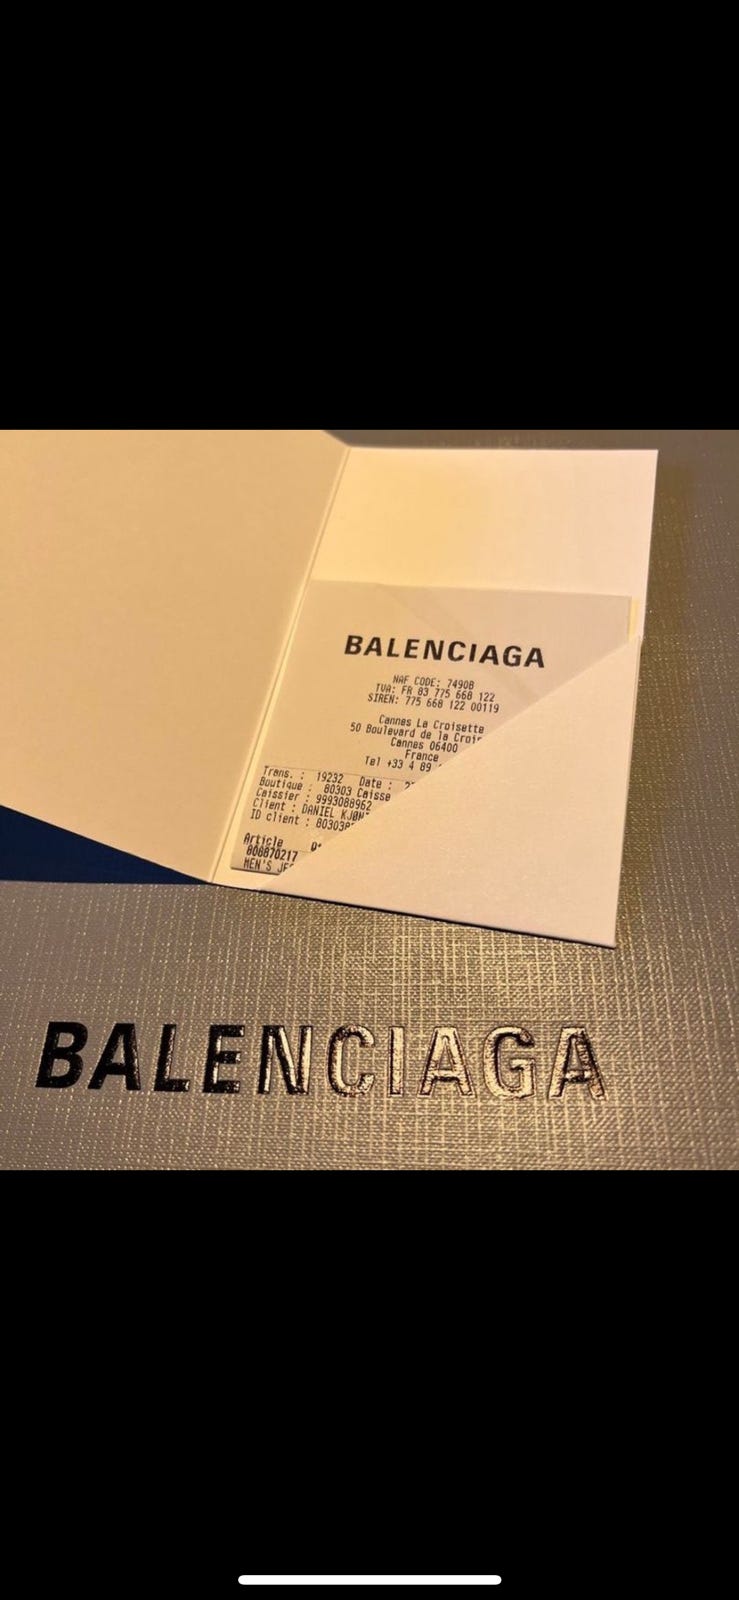 BALENCIAGA
NAF CODE: 7490B
TVA: FR 83 775 668 122
SIREN: 775 668 122 00119
Cannes La Croisette
50 Boulevard de la Crois
Cannes 06400
France
Tel +33 4 89
Trans. : 19232 Date : 2
Boutique : 80303 Caisse
Caissier : 9993088962
Client : DANIEL KJØN
ID client : 80303
Article
806870217
MEN'S JE
BALENCIAGA